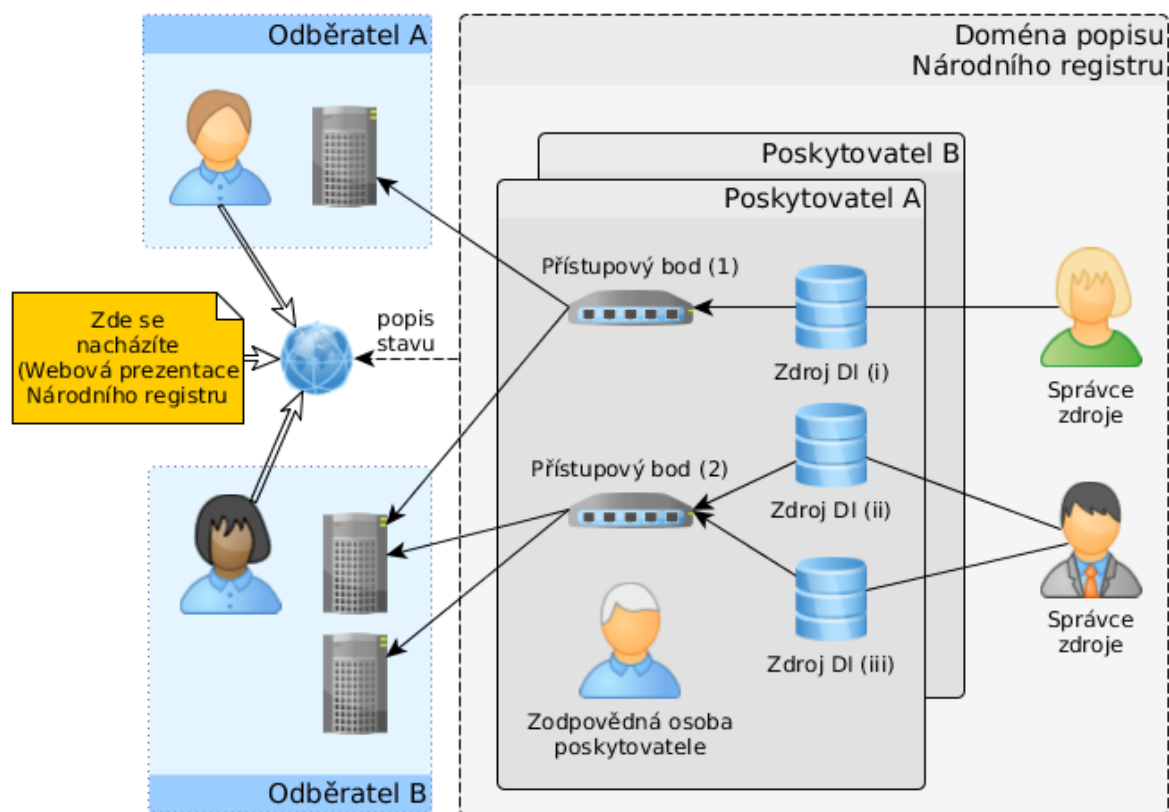 Odběratel A
Doména popisu
Národního registru
Poskytovatel B
Poskytovatel A
Přístupový bod (1)
Zdroj DI (i)
Správce
zdroje
Zde se
nacházíte
(Webová prezentace
Národního registru
popis
stavu
Přístupový bod (2)
Zdroj DI (ii)
Zdroj DI (iii)
Správce
zdroje
Zodpovědná osoba
poskytovatele
Odběratel B